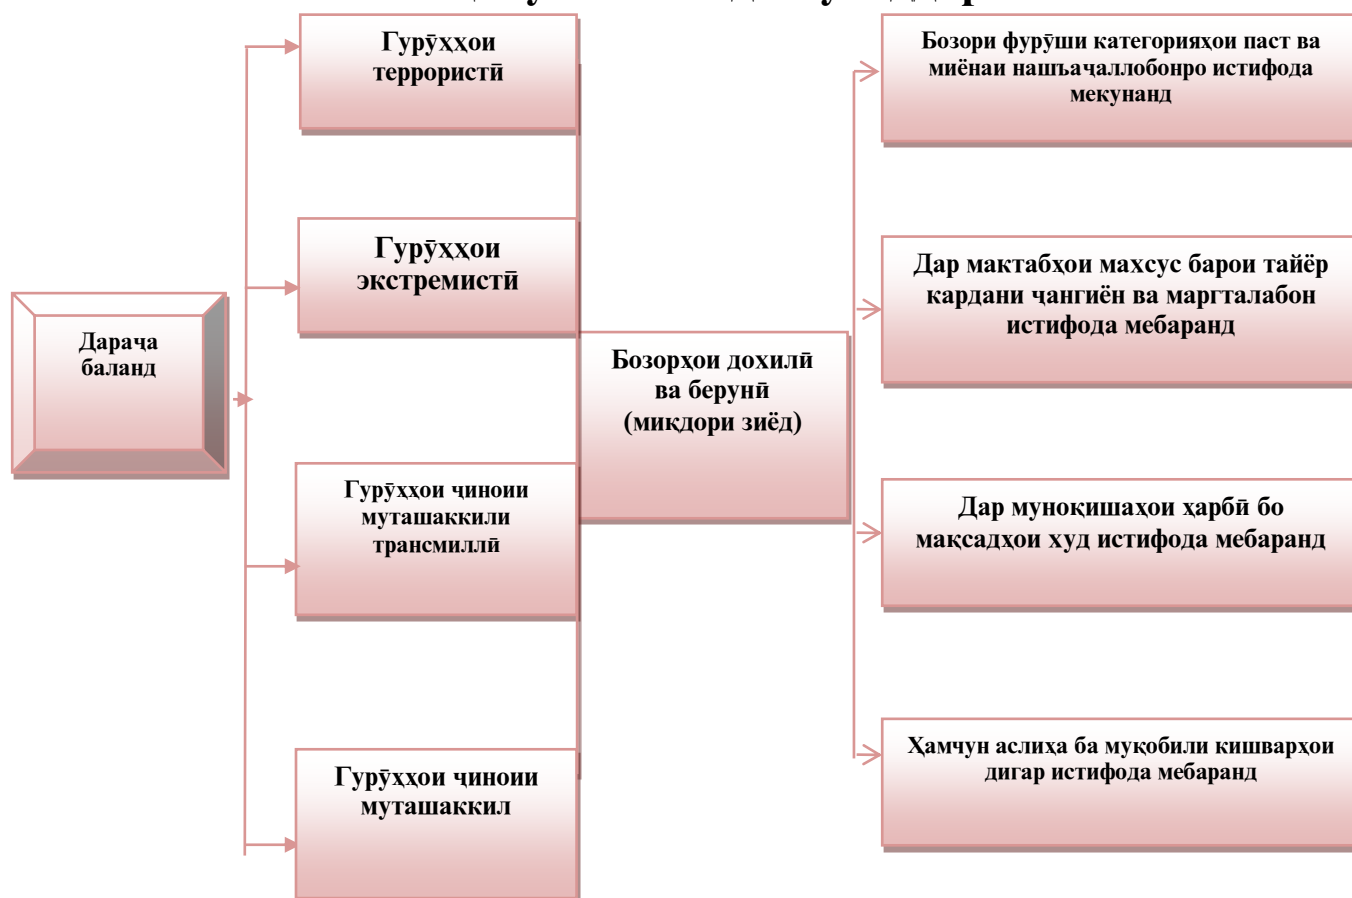 Гурӯҳҳои
террористӣ
Бозори фурӯши категорияҳои паст ва
миёнаи нашъаҷаллобонро истифода
мекунанд
Гурӯҳҳои
экстремистӣ
Дар мактабҳои махсус барои тайёр
кардани ҷангиён ва маргталабон
истифода мебаранд
Дараҷа
баланд
Бозорҳои дохилӣ
ва берунӣ
(миқдори зиёд)
Гурӯҳҳои ҷиноии
муташаккили
трансмиллӣ
Дар муноқишаҳои ҳарбӣ бо
мақсадҳои худ истифода мебаранд
Гурӯҳҳои ҷиноии
муташаккил
Ҳамчун аслиҳа ба муқобили кишварҳои
дигар истифода мебаранд